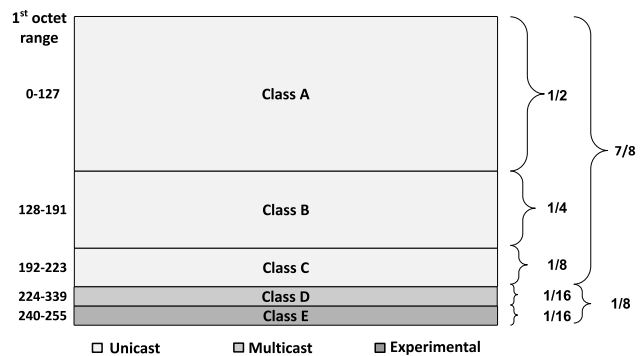 1st octet
range
0-127
Class A
1/2
7/8
128-191
Class B
1/4
192-223
Class C
1/8
224-339
Class D
1/16
1/8
240-255
Class E
1/16
Unicast
Multicast
Experimental